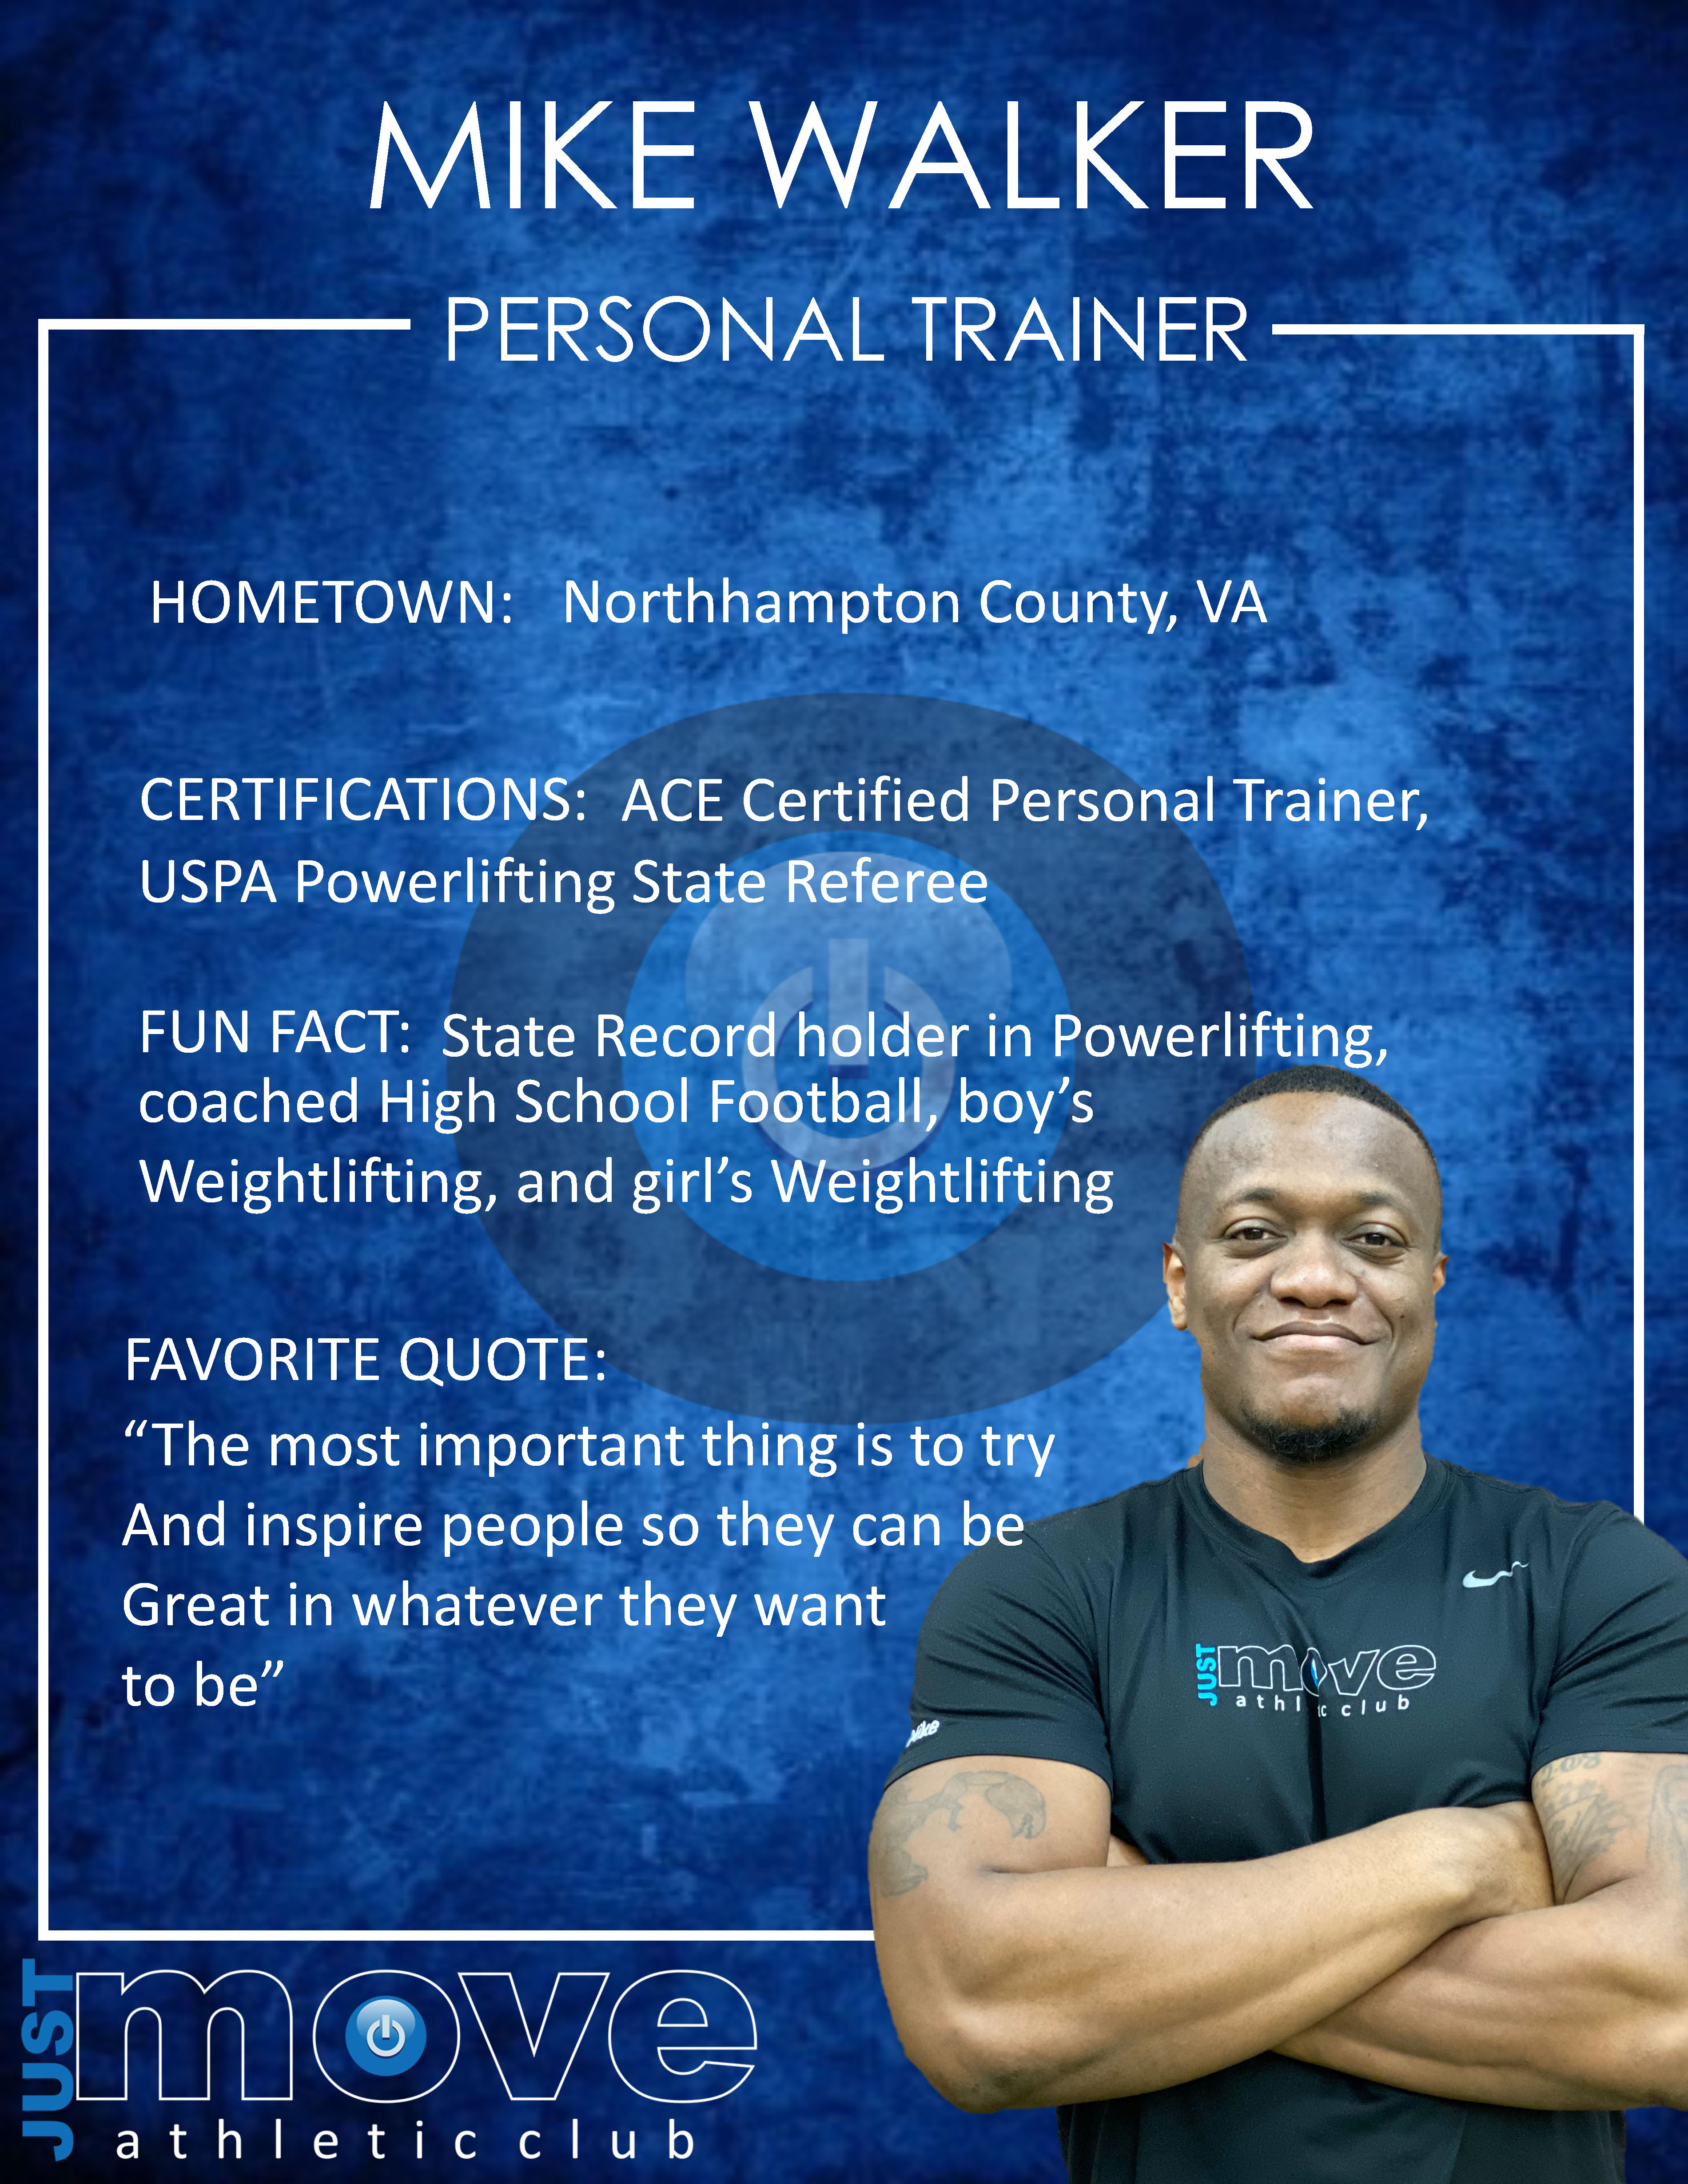 MIKE WALKER
PERSONAL TRAINER
HOMETOWN: Northhampton County, VA
CERTIFICATIONS: ACE Certified Personal Trainer,
USPA Powerlifting State Referee
FUN FACT: State Record holder in Powerlifting,
coached High School Football, boy’s
Weightlifting, and girl’s Weightlifting
FAVORITE QUOTE:
“The most important thing is to try
And inspire people so they can be
Great in whatever they want
to be”
JUST move
athletic club
Mike
JUST move
athletic club